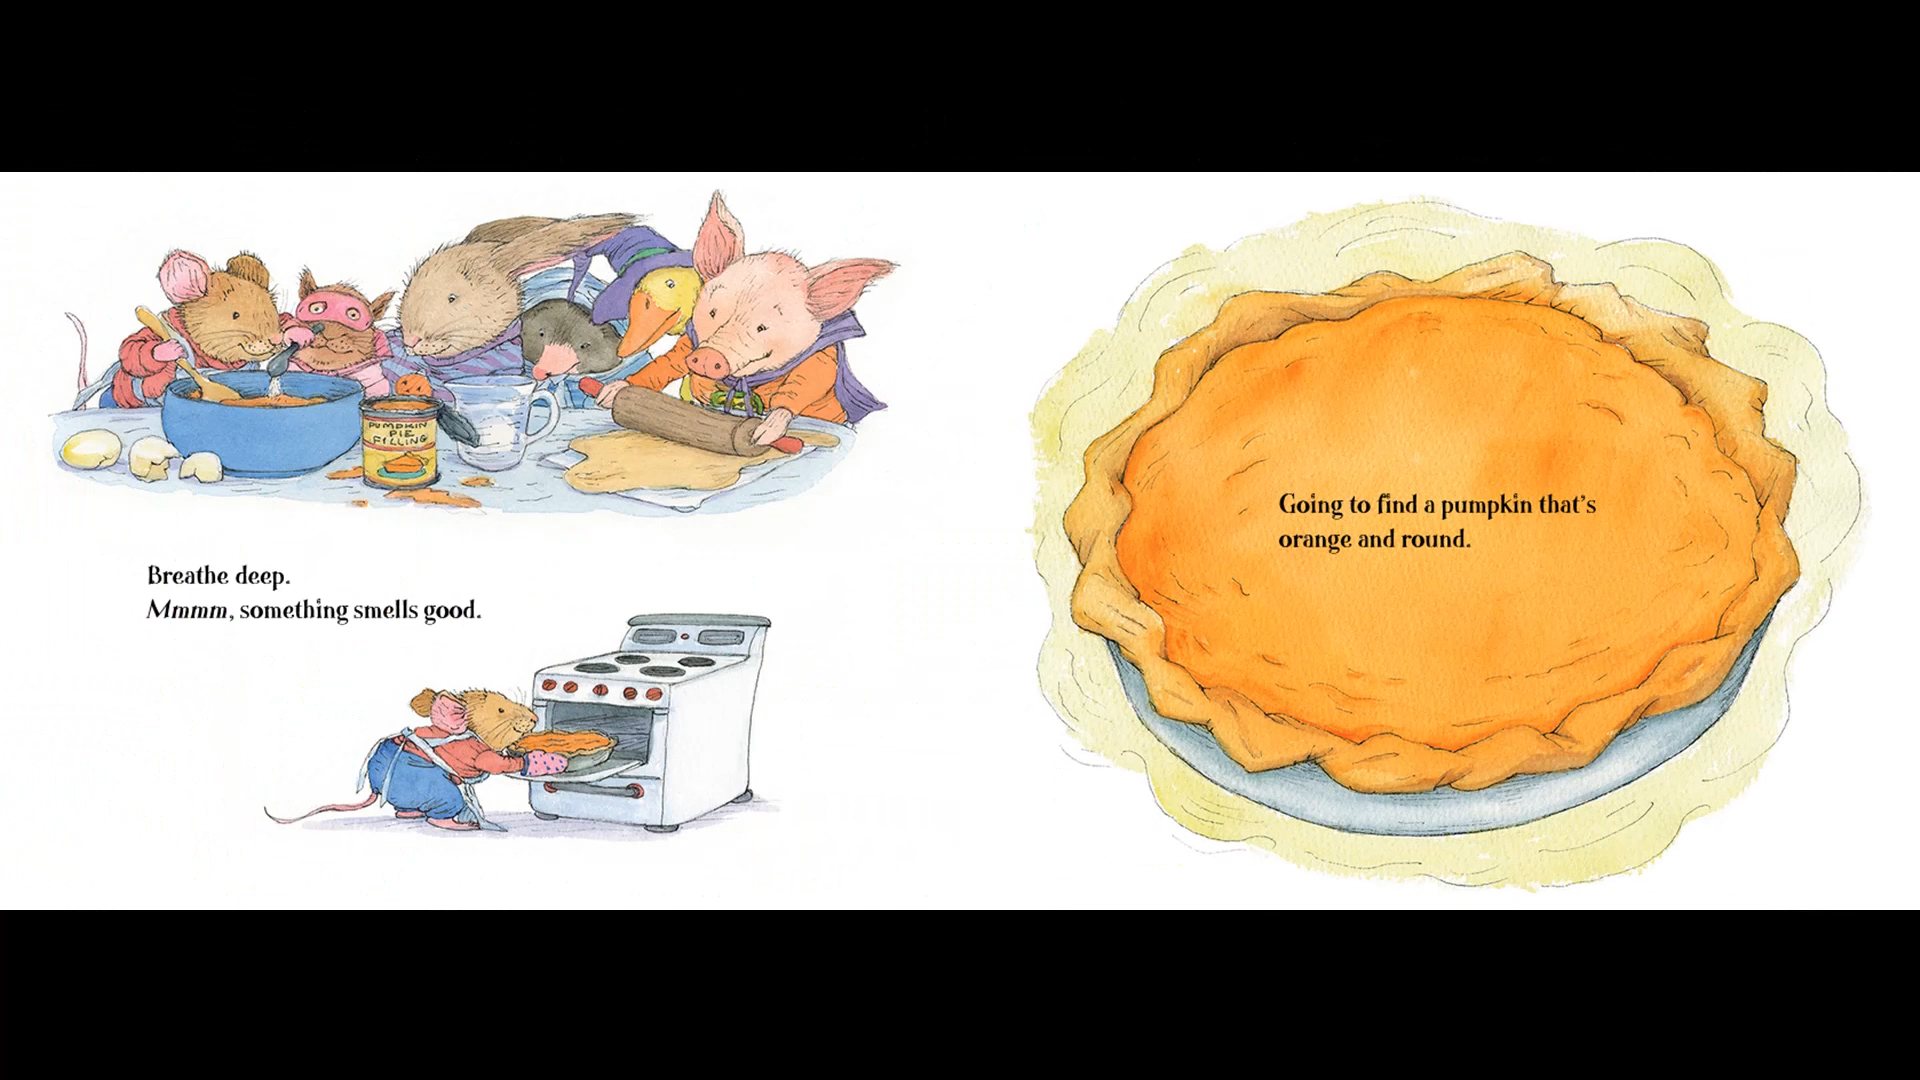 PUMPKIN
PIE
FILLING
Breathe deep.
Mmmm, something smells good.
Going to find a pumpkin that's
orange and round.